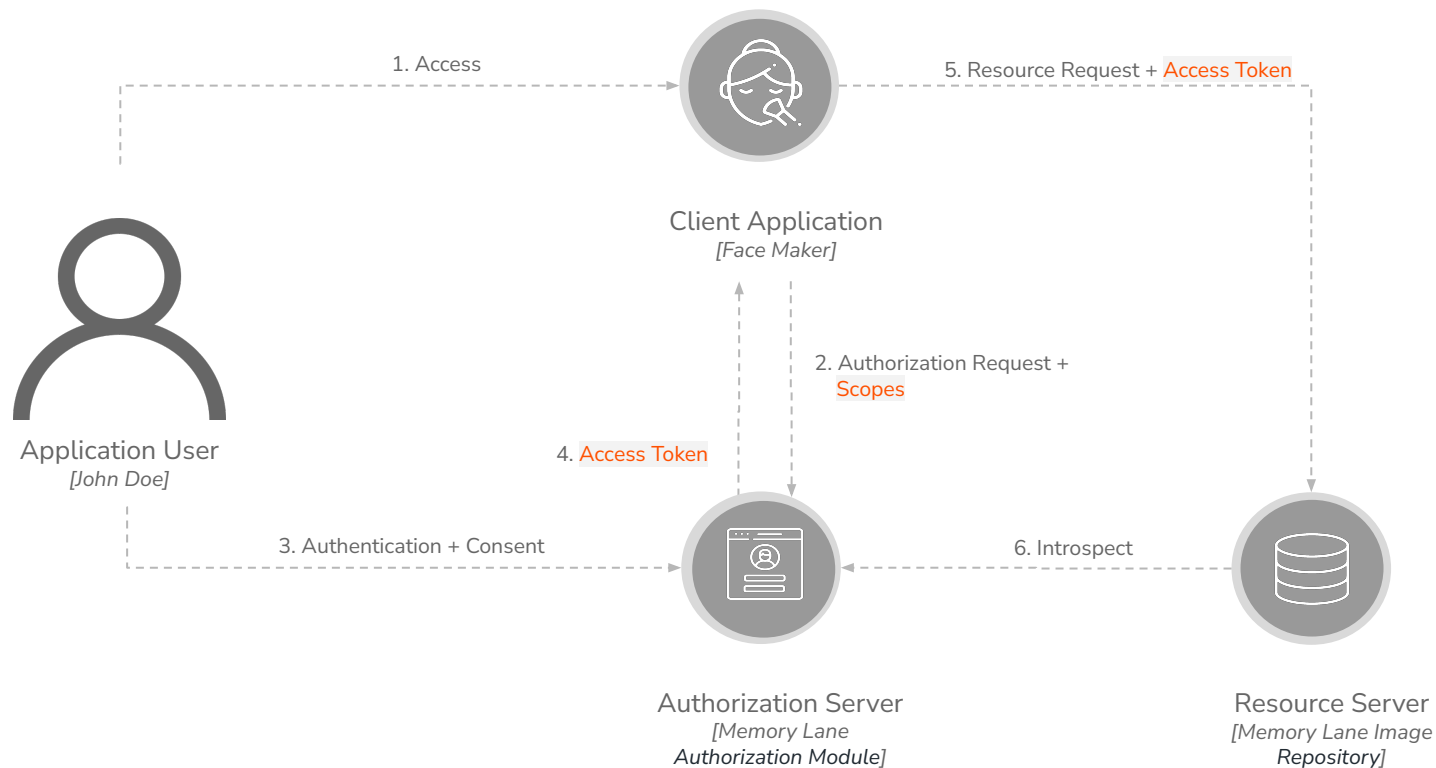 1. Access
5. Resource Request + Access Token
Client Application
[Face Maker]
2. Authorization Request +
Scopes
4. Access Token
Application User
[John Doe]
3. Authentication + Consent
6. Introspect
Authorization Server
[Memory Lane
Authorization Module]
Resource Server
[Memory Lane Image
Repository]